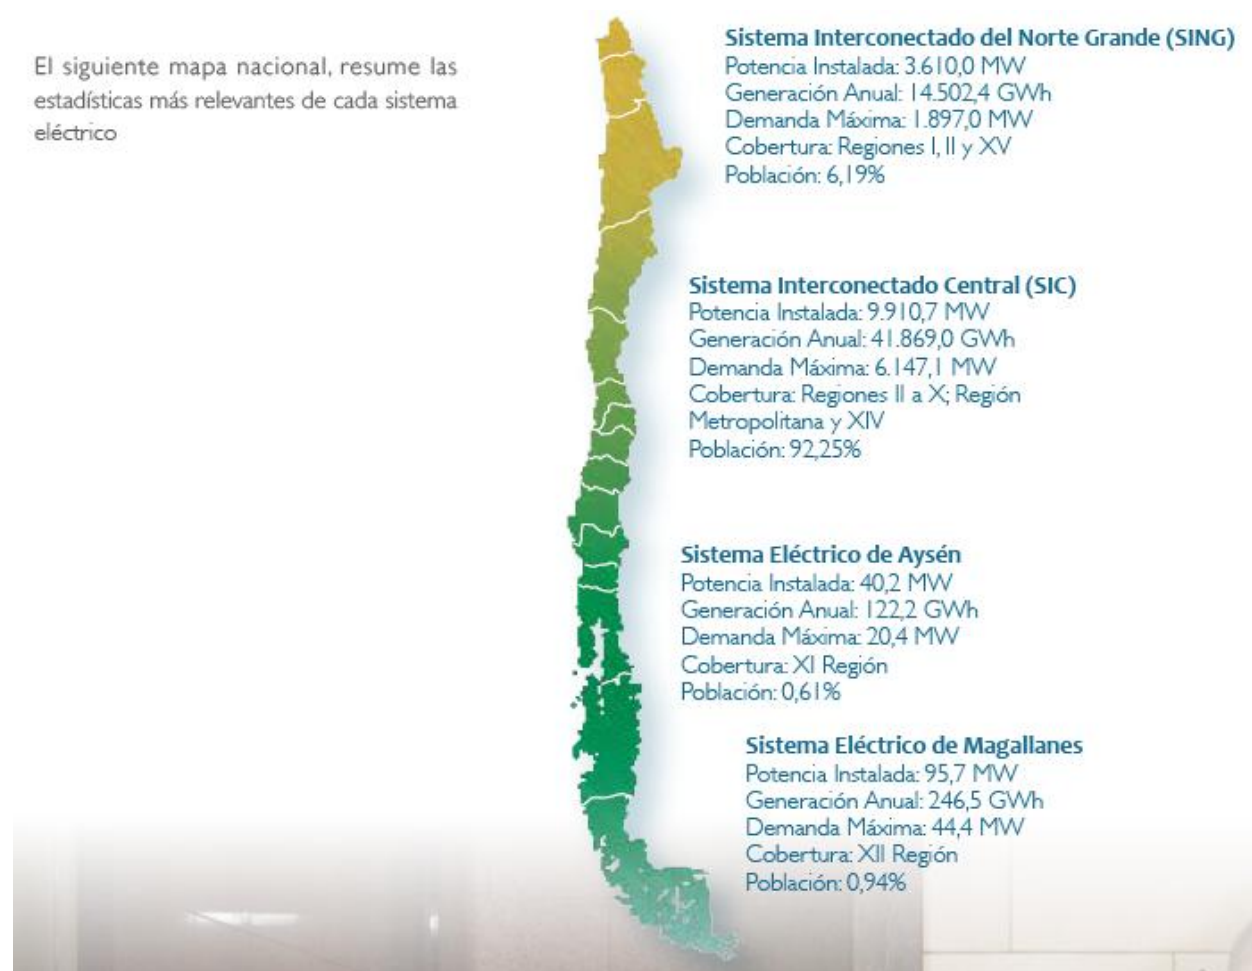 El siguiente mapa nacional, resume las
estadísticas más relevantes de cada sistema
eléctrico
Sistema Interconectado del Norte Grande (SING)
Potencia Instalada: 3.610,0 MW
Generación Anual: 14.502,4 GWh
Demanda Máxima: 1.897,0 MW
Cobertura: Regiones I, II y XV
Población: 6,19%
Sistema Interconectado Central (SIC)
Potencia Instalada: 9.910,7 MW
Generación Anual: 41.869,0 GWh
Demanda Máxima: 6.147,1 MW
Cobertura: Regiones II a X; Región
Metropolitana y XIV
Población: 92,25%
Sistema Eléctrico de Aysén
Potencia Instalada: 40,2 MW
Generación Anual: 122,2 GWh
Demanda Máxima: 20,4 MW
Cobertura: XI Región
Población: 0,61%
Sistema Eléctrico de Magallanes
Potencia Instalada: 95,7 MW
Generación Anual: 246,5 GWh
Demanda Máxima: 44,4 MW
Cobertura: XII Región
Población: 0,94%